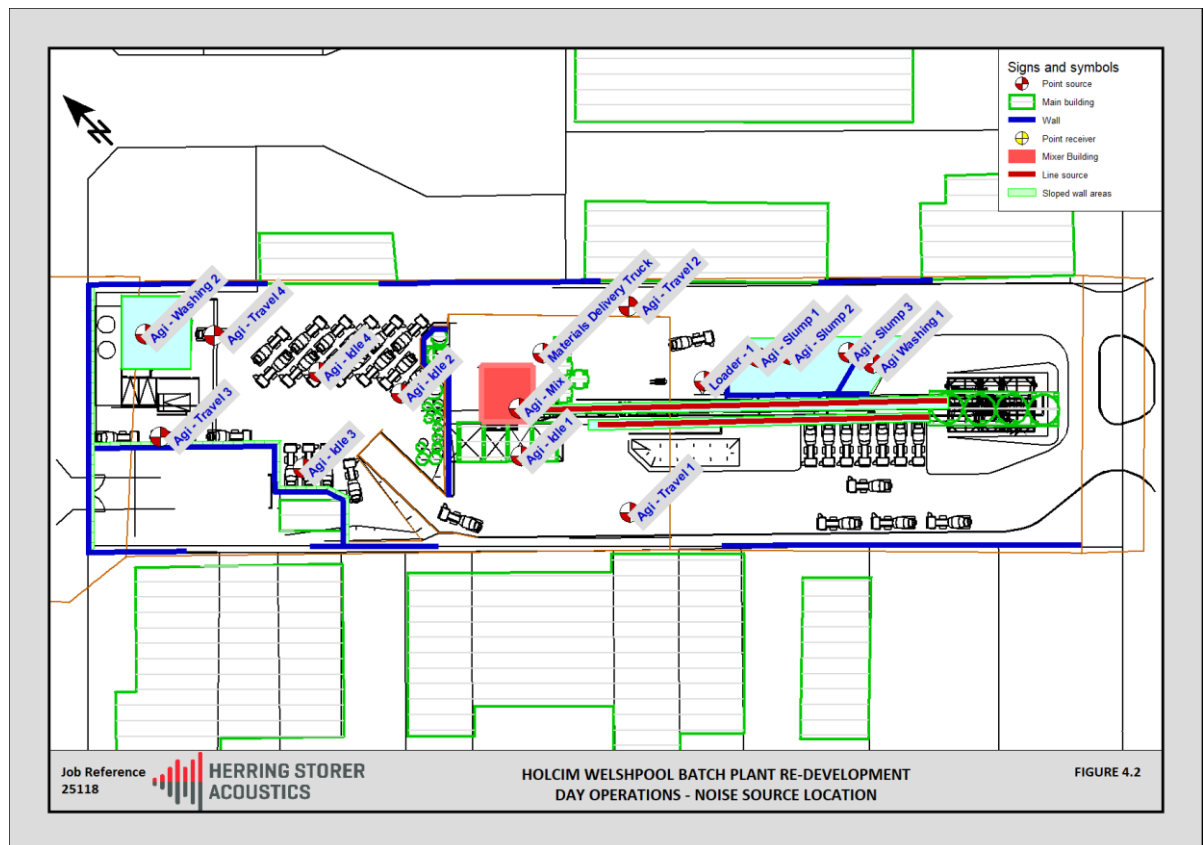 Signs and symbols
Point source
Main building
Wall
Point receiver
Mixer Building
Line source
Sloped wall areas
N
Agi - Washing 2
Agi - Travel 4
Agi - Idle 4
Agi - Idle 2
Materials Delivery Truck
Agi - Travel 2
Agi - Mix
Loader - 1
Agi - Slump 1
Agi - Slump 2
Agi - Slump 3
Agi Washing 1
Agi - Travel 3
Agi - Idle 3
Agi - Idle 1
Agi - Travel 1
Job Reference
25118
HERRING STORER
ACOUSTICS
HOLCIM WELSHPOOL BATCH PLANT RE-DEVELOPMENT
DAY OPERATIONS - NOISE SOURCE LOCATION
FIGURE 4.2